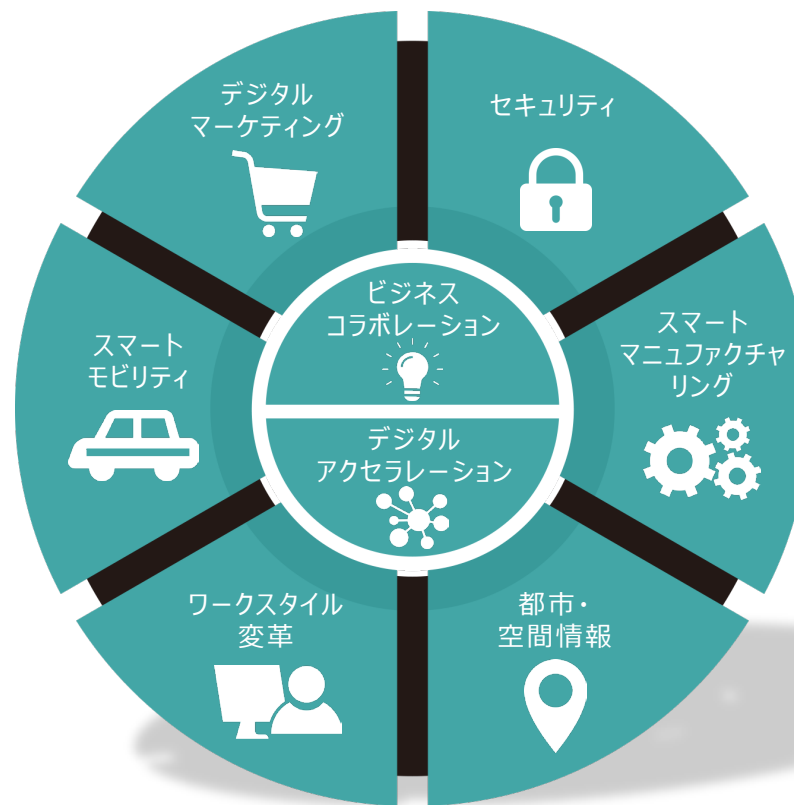 デジタル
マーケティング
セキュリティ
ビジネス
コラボレーション
スマート
マニュファクチャ
リング
スマート
モビリティ
デジタル
アクセラレーション
ワークスタイル
変革
都市・
空間情報